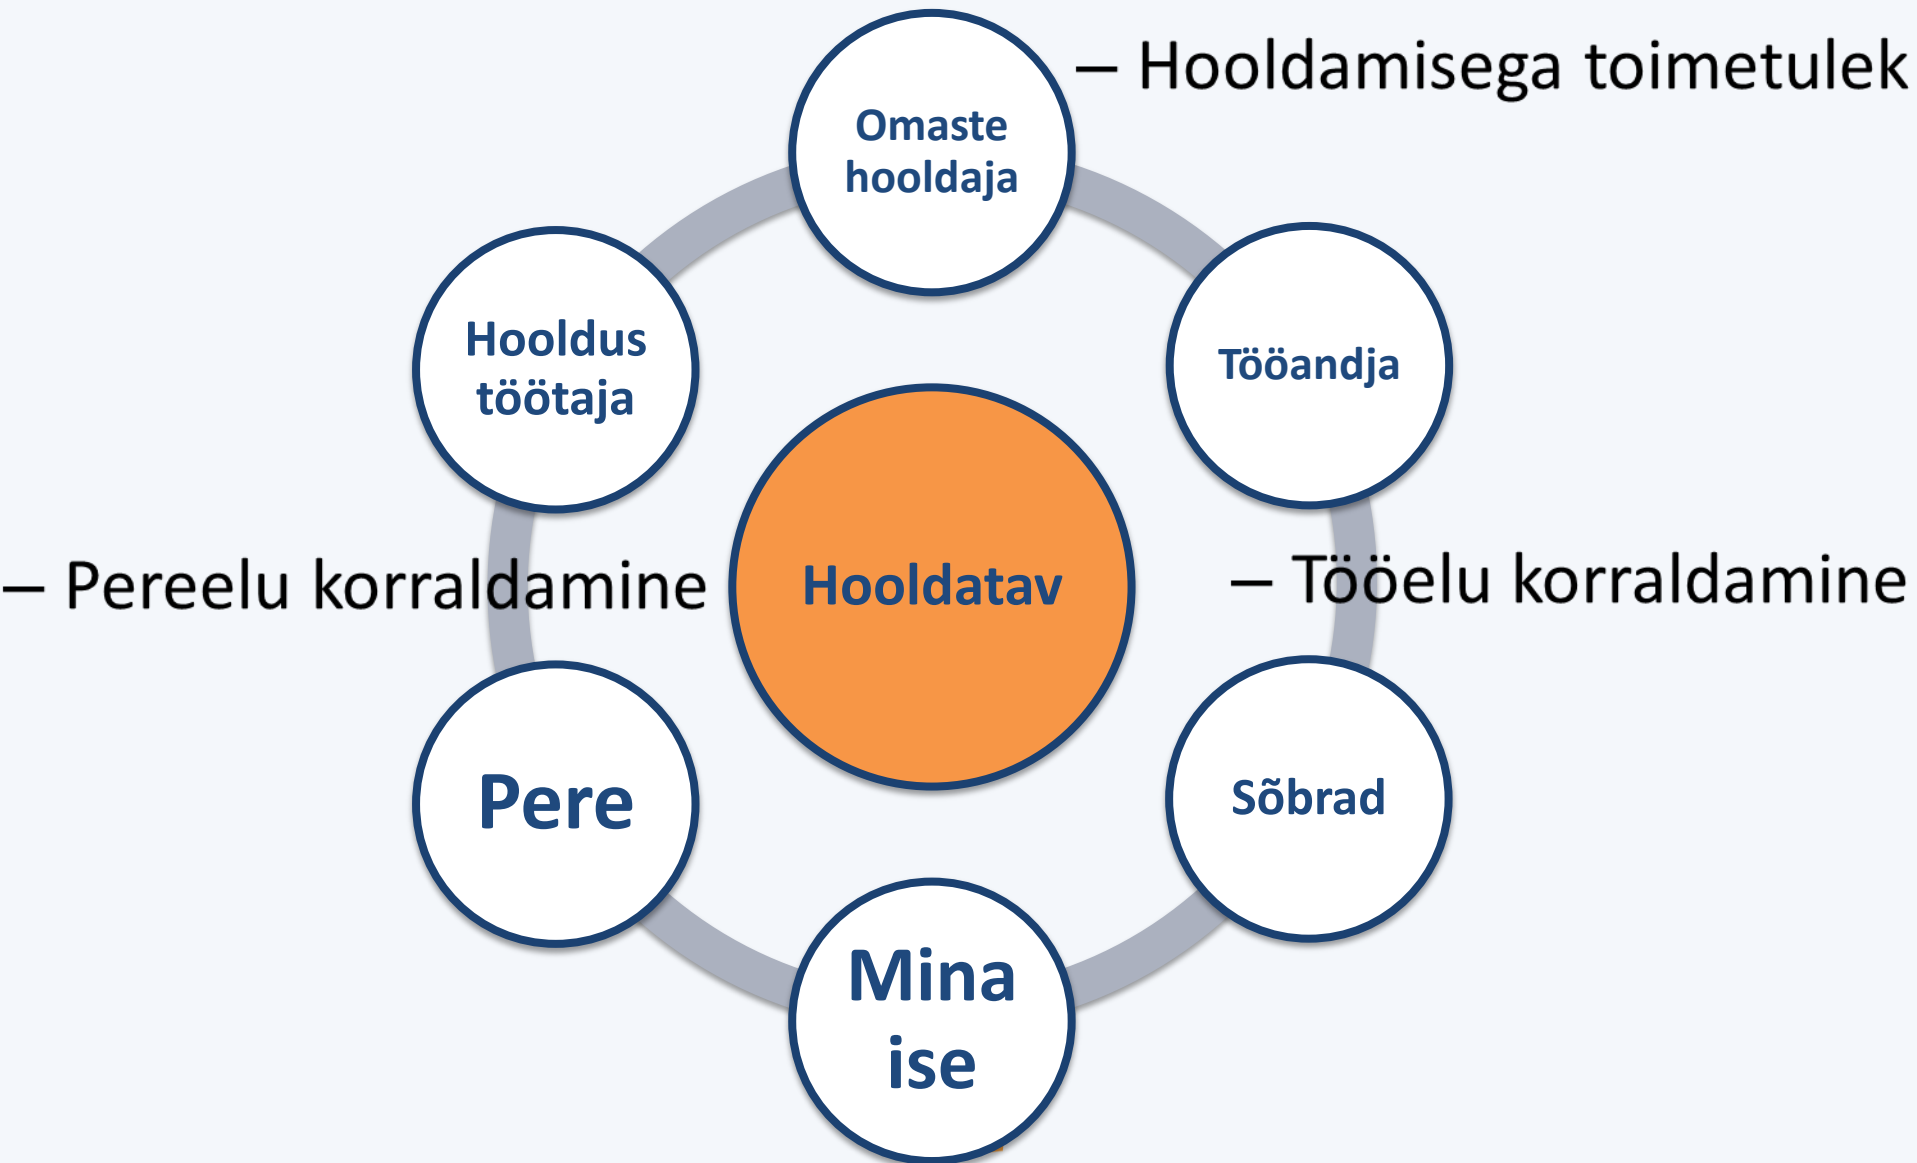 – Hooldamisega toimetulek
Omaste
hooldaja
Hooldus
töötaja
Tööandja
– Pereelu korraldamine
Hooldatav
– Tööelu korraldamine
Pere
Sõbrad
Mina
ise